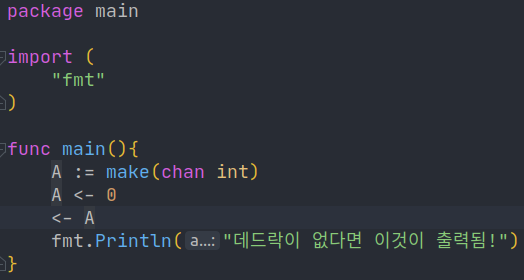 package main
import (
"fmt"
)
func main(){
A := make(chan int)
A <- 0
<- A
fmt.Println( a...: "데드락이 없다면 이것이 출력됨!")
}